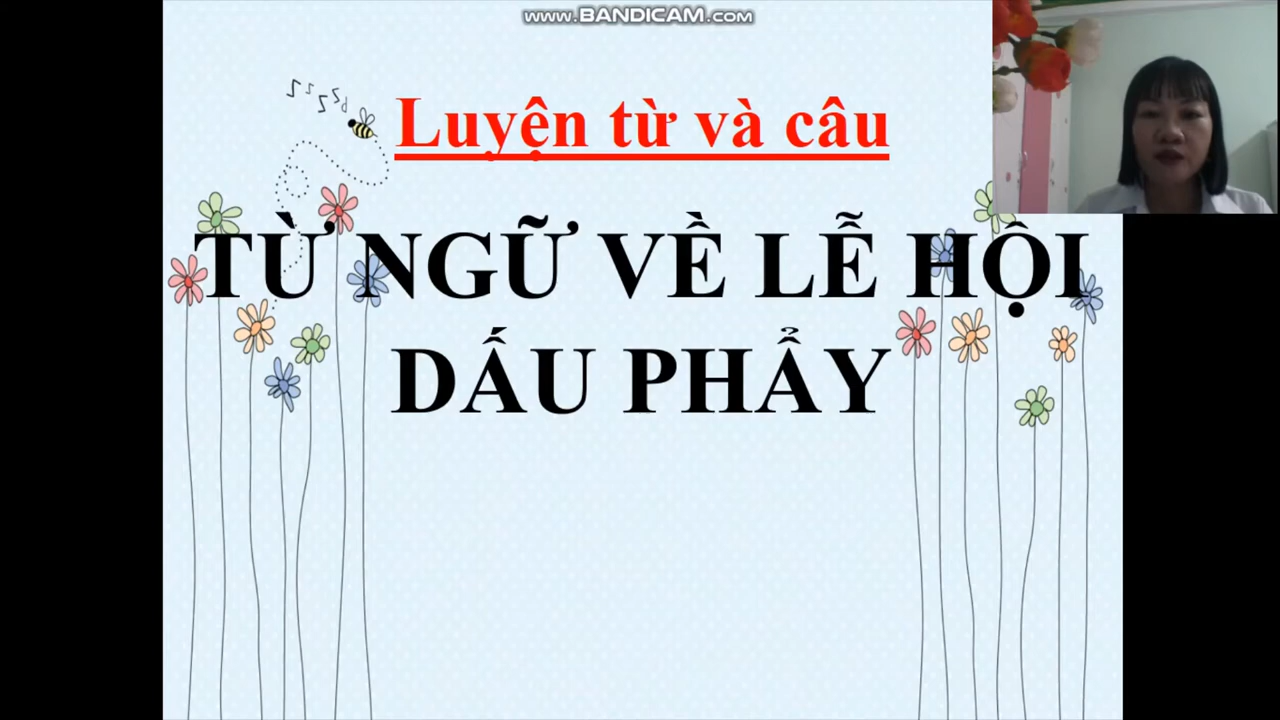 WWW.BANDICAM.COM
Luyện từ và câu
TỪ NGỮ VỀ LỄ HỘI
DẤU PHẨY